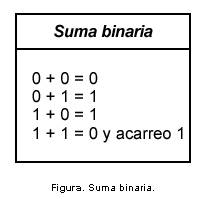 Suma binaria
0 + 0 = 0
0 + 1 = 1
1 + 0 = 1
1 + 1 = 0 y acarreo 1
Figura. Suma binaria.